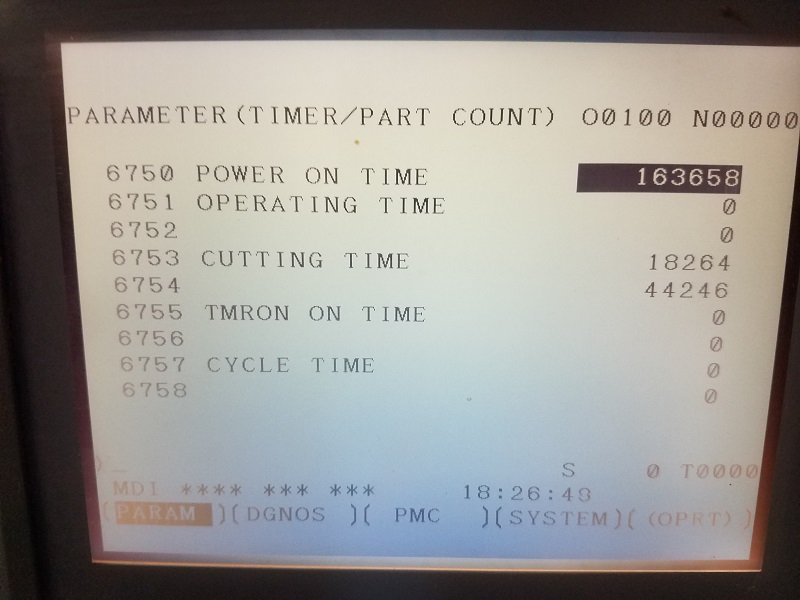 PARAMETER(TIMER/PART COUNT) O0100 N00000
6750 POWER ON TIME 163658
6751 OPERATING TIME 0
6752 0
6753 CUTTING TIME 18264
6754 44246
6755 TMRON ON TIME 0
6756 0
6757 CYCLE TIME 0
6758 0
)_ S 0 T0000
MDI **** *** *** 18:26:49
(PARAM )(DGNOS )( PMC )(SYSTEM)( (OPRT) )